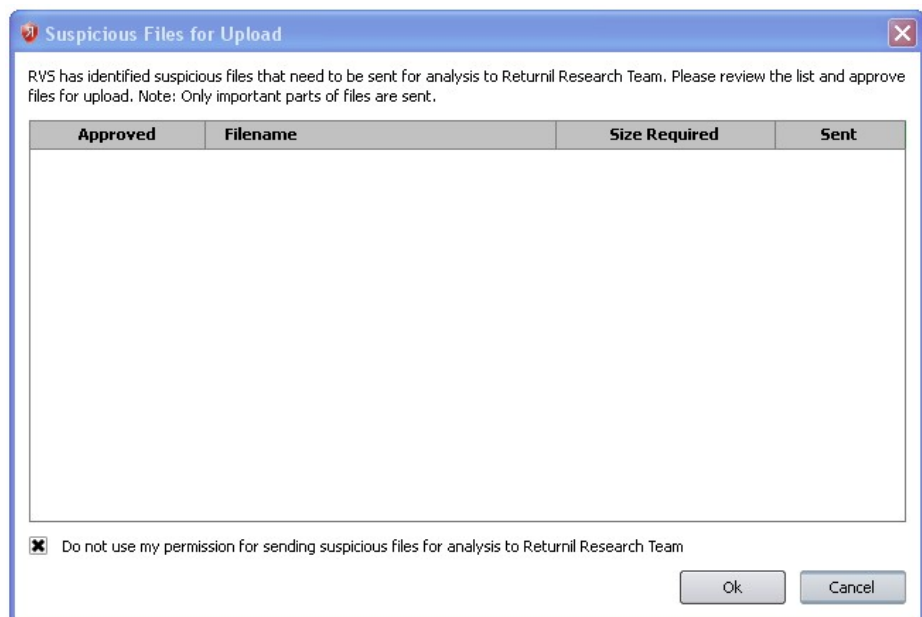 Suspicious Files for Upload
RVS has identified suspicious files that need to be sent for analysis to Returnil Research Team. Please review the list and approve
files for upload. Note: Only important parts of files are sent.
Approved Filename Size Required Sent
Do not use my permission for sending suspicious files for analysis to Returnil Research Team
Ok Cancel